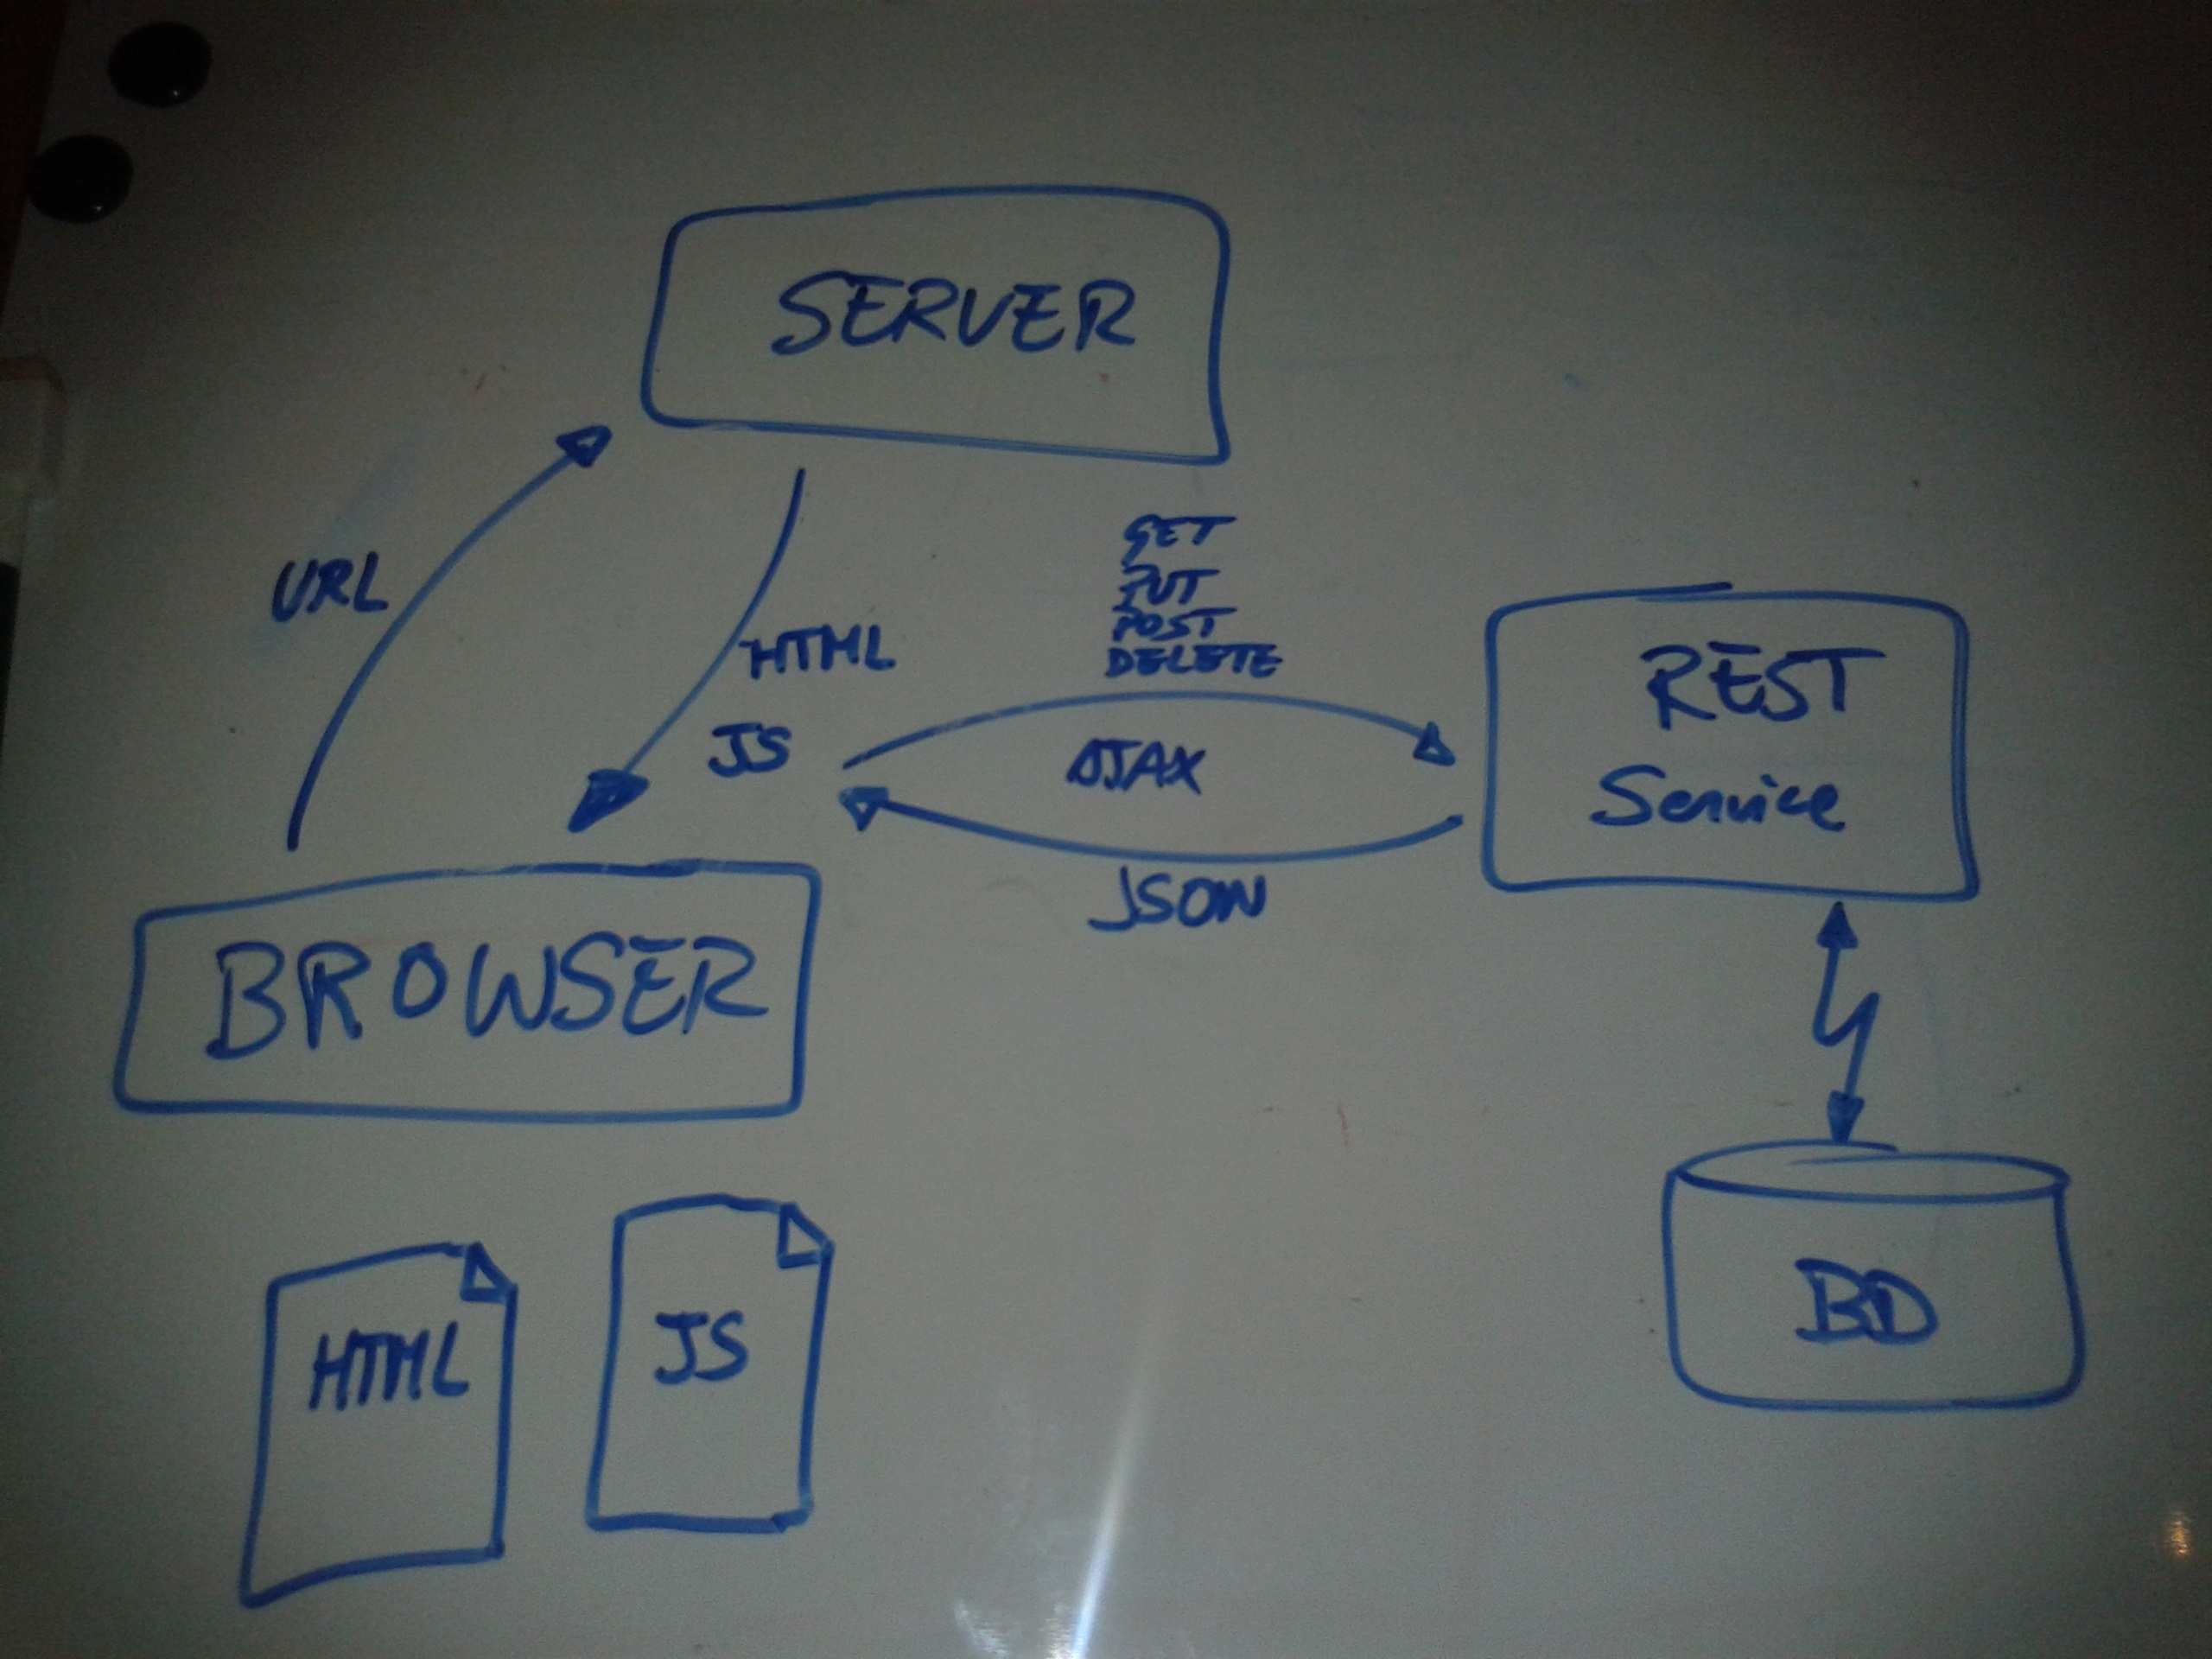 SERVER
URL
HTML
JS
GET
PUT
POST
DELETE
AJAX
JSON
REST
Service
BROWSER
HTML
JS
BD